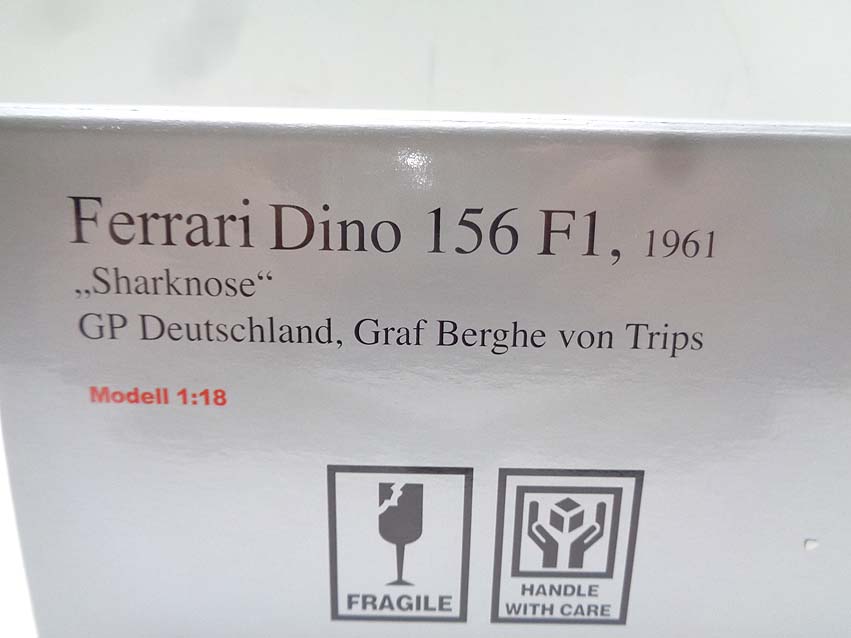 Ferrari Dino 156 F1, 1961
„Sharknose“
GP Deutschland, Graf Berghe von Trips
Modell 1:18
FRAGILE
HANDLE
WITH CARE